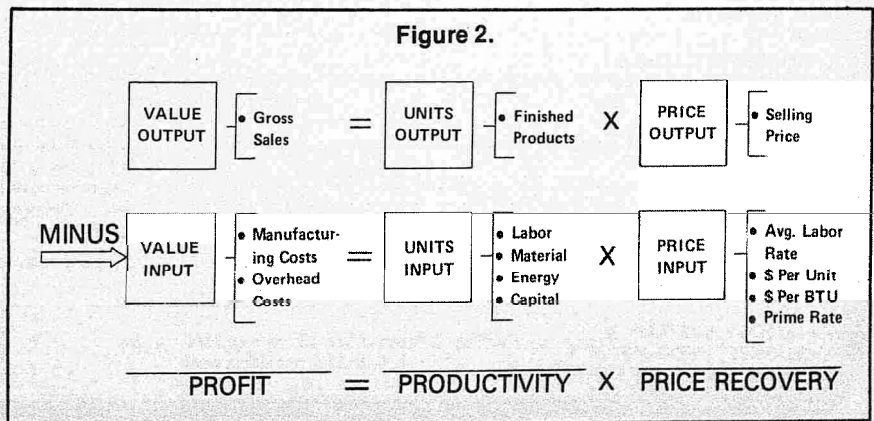 Figure 2.
VALUE
OUTPUT
• Gross
Sales
=
UNITS
OUTPUT
• Finished
Products
X
PRICE
OUTPUT
• Selling
Price
MINUS
VALUE
INPUT
• Manufactur-
ing Costs
• Overhead
Costs
=
UNITS
INPUT
• Labor
• Material
• Energy
• Capital
X
PRICE
INPUT
• Avg. Labor
Rate
• $ Per Unit
• $ Per BTU
• Prime Rate
PROFIT = PRODUCTIVITY X PRICE RECOVERY